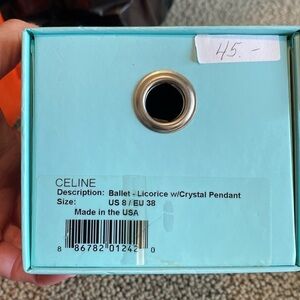 45.-
CELINE
Description: Ballet - Licorice w/Crystal Pendant
Size: US 8 / EU 38
Made in the USA
8 86782 01242 0